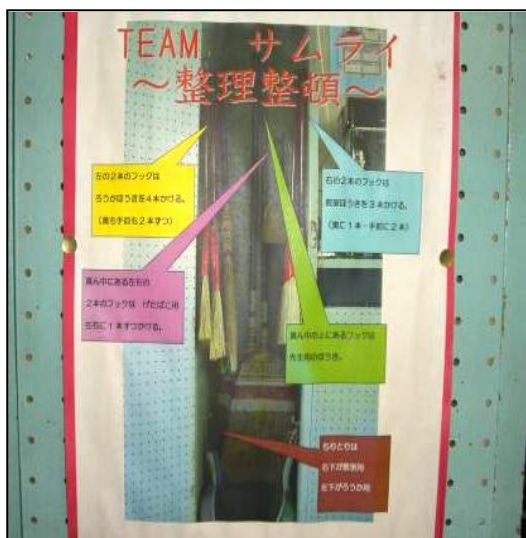 TEAM サムライ
～整理整頓～
左の2本のフックは
ろうかほうきを4本かける。
(奥も手前も2本ずつ)
右の2本のフックは
教室ほうきを3本かける。
(奥に1本・手前に2本)
真ん中にある左右の
2本のフックは げたばこ用
左右に1本ずつかける。
真ん中の上にあるフックは
先生用のほうき。
ちりとりは
右下が教室用
左下がろうか用